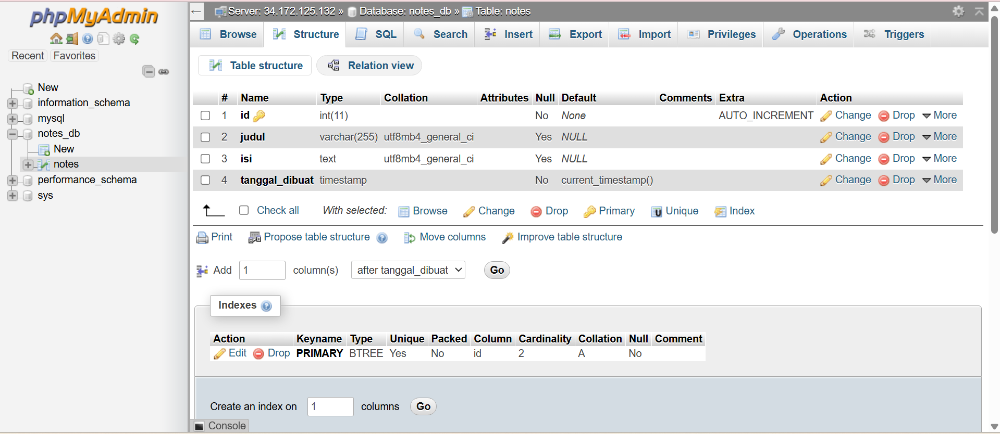 phpMyAdmin
Recent Favorites
New
information_schema
mysql
notes_db
New
notes
performance_schema
sys
Server: 34.172.125.132 » Database: notes_db » Table: notes
Browse Structure SQL Search Insert Export Import Privileges Operations Triggers
Table structure Relation view
# Name Type Collation Attributes Null Default Comments Extra Action
1 id int(11) No None AUTO_INCREMENT Change Drop More
2 judul varchar(255) utf8mb4_general_ci Yes NULL Change Drop More
3 isi text utf8mb4_general_ci Yes NULL Change Drop More
4 tanggal_dibuat timestamp No current_timestamp() Change Drop More
Check all With selected: Browse Change Drop Primary Unique Index
Print Propose table structure Move columns Improve table structure
Add 1 column(s) after tanggal_dibuat Go
Indexes
Action Keyname Type Unique Packed Column Cardinality Collation Null Comment
Edit Drop PRIMARY BTREE Yes No id 2 A No
Create an index on 1 columns Go
Console